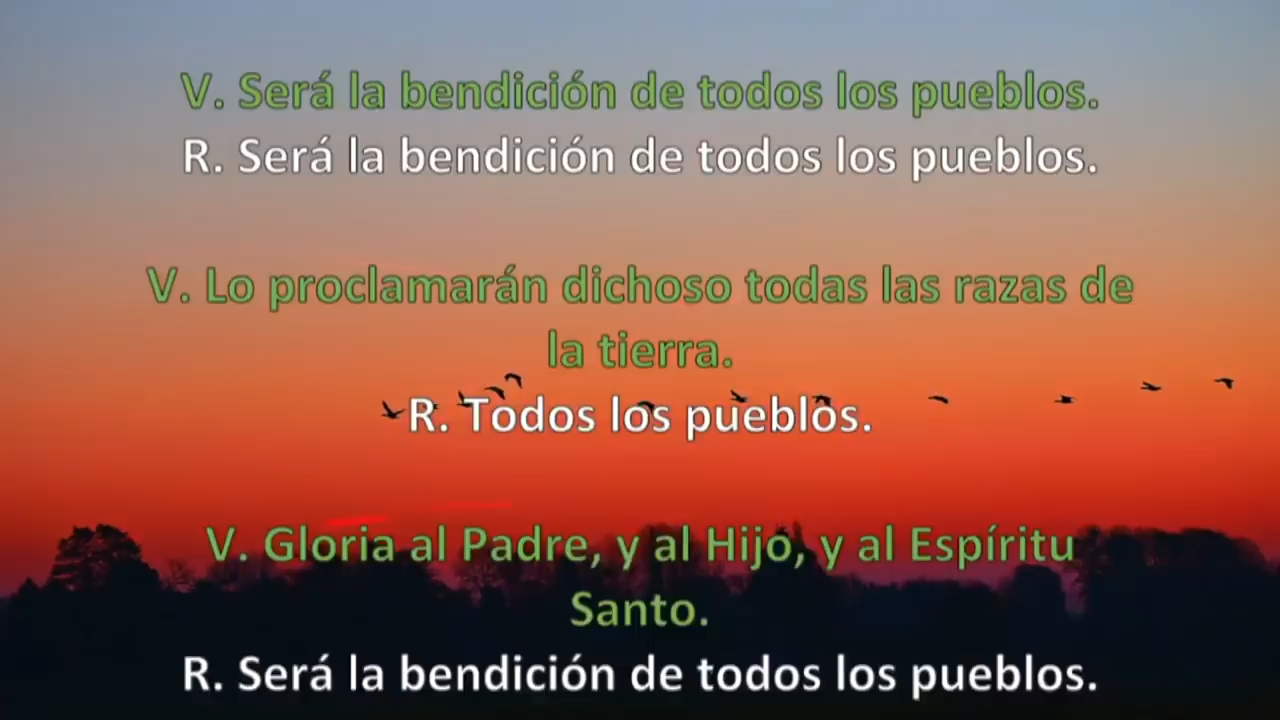 V. Será la bendición de todos los pueblos.
R. Será la bendición de todos los pueblos.
V. Lo proclamarán dichoso todas las razas de
la tierra.
R. Todos los pueblos.
V. Gloria al Padre, y al Hijo, y al Espíritu
Santo.
R. Será la bendición de todos los pueblos.